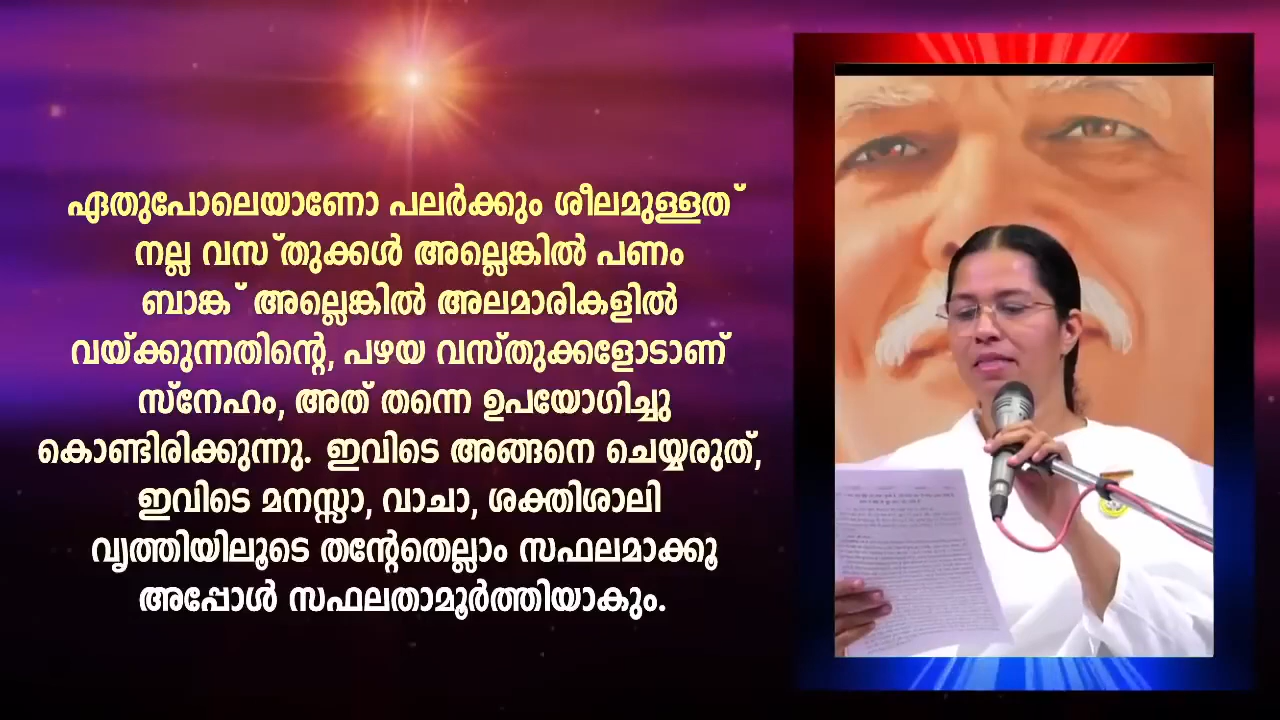 ഏതുപോലെയാണോ പലർക്കും ശീലമുള്ളത്
നല്ല വസ്തുക്കൾ അല്ലെങ്കിൽ പണം
ബാങ്ക് അല്ലെങ്കിൽ അലമാരികളിൽ
വയ്ക്കുന്നതിന്റെ, പഴയ വസ്തുക്കളോടാണ്
സ്നേഹം, അത് തന്നെ ഉപയോഗിച്ചു
കൊണ്ടിരിക്കുന്നു. ഇവിടെ അങ്ങനെ ചെയ്യരുത്,
ഇവിടെ മനസ്സാ, വാചാ, ശക്തിശാലി
വൃത്തിയിലൂടെ തന്റേതെല്ലാം സഫലമാക്കൂ
അപ്പോൾ സഫലതാമൂർത്തിയാകും.